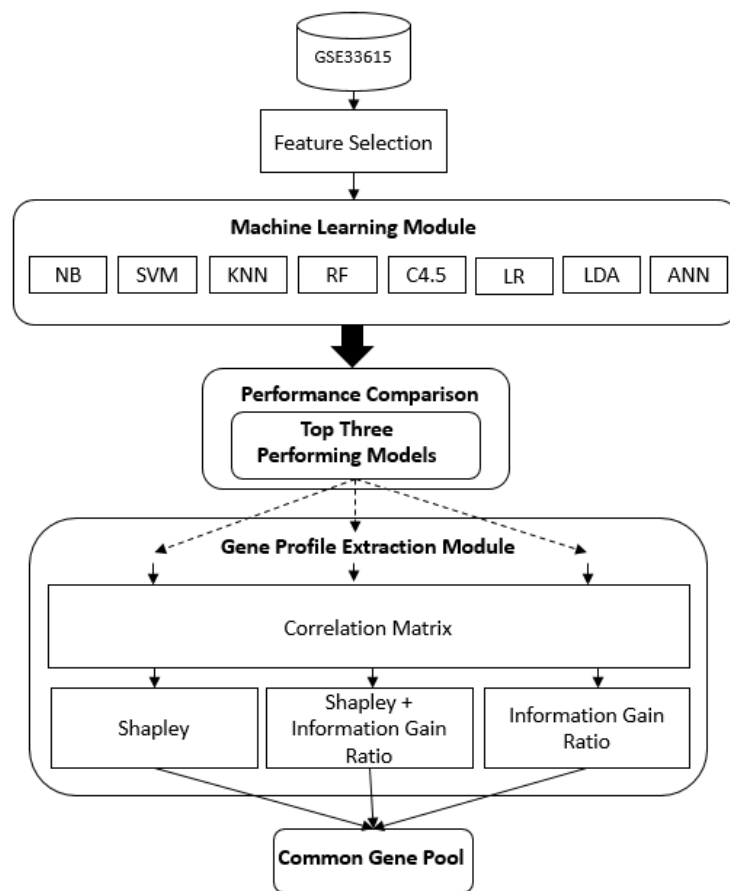 GSE33615
Feature Selection
Machine Learning Module
NB SVM KNN RF C4.5 LR LDA ANN
Performance Comparison
Top Three
Performing Models
Gene Profile Extraction Module
Correlation Matrix
Shapley
Shapley +
Information Gain
Ratio
Information Gain
Ratio
Common Gene Pool